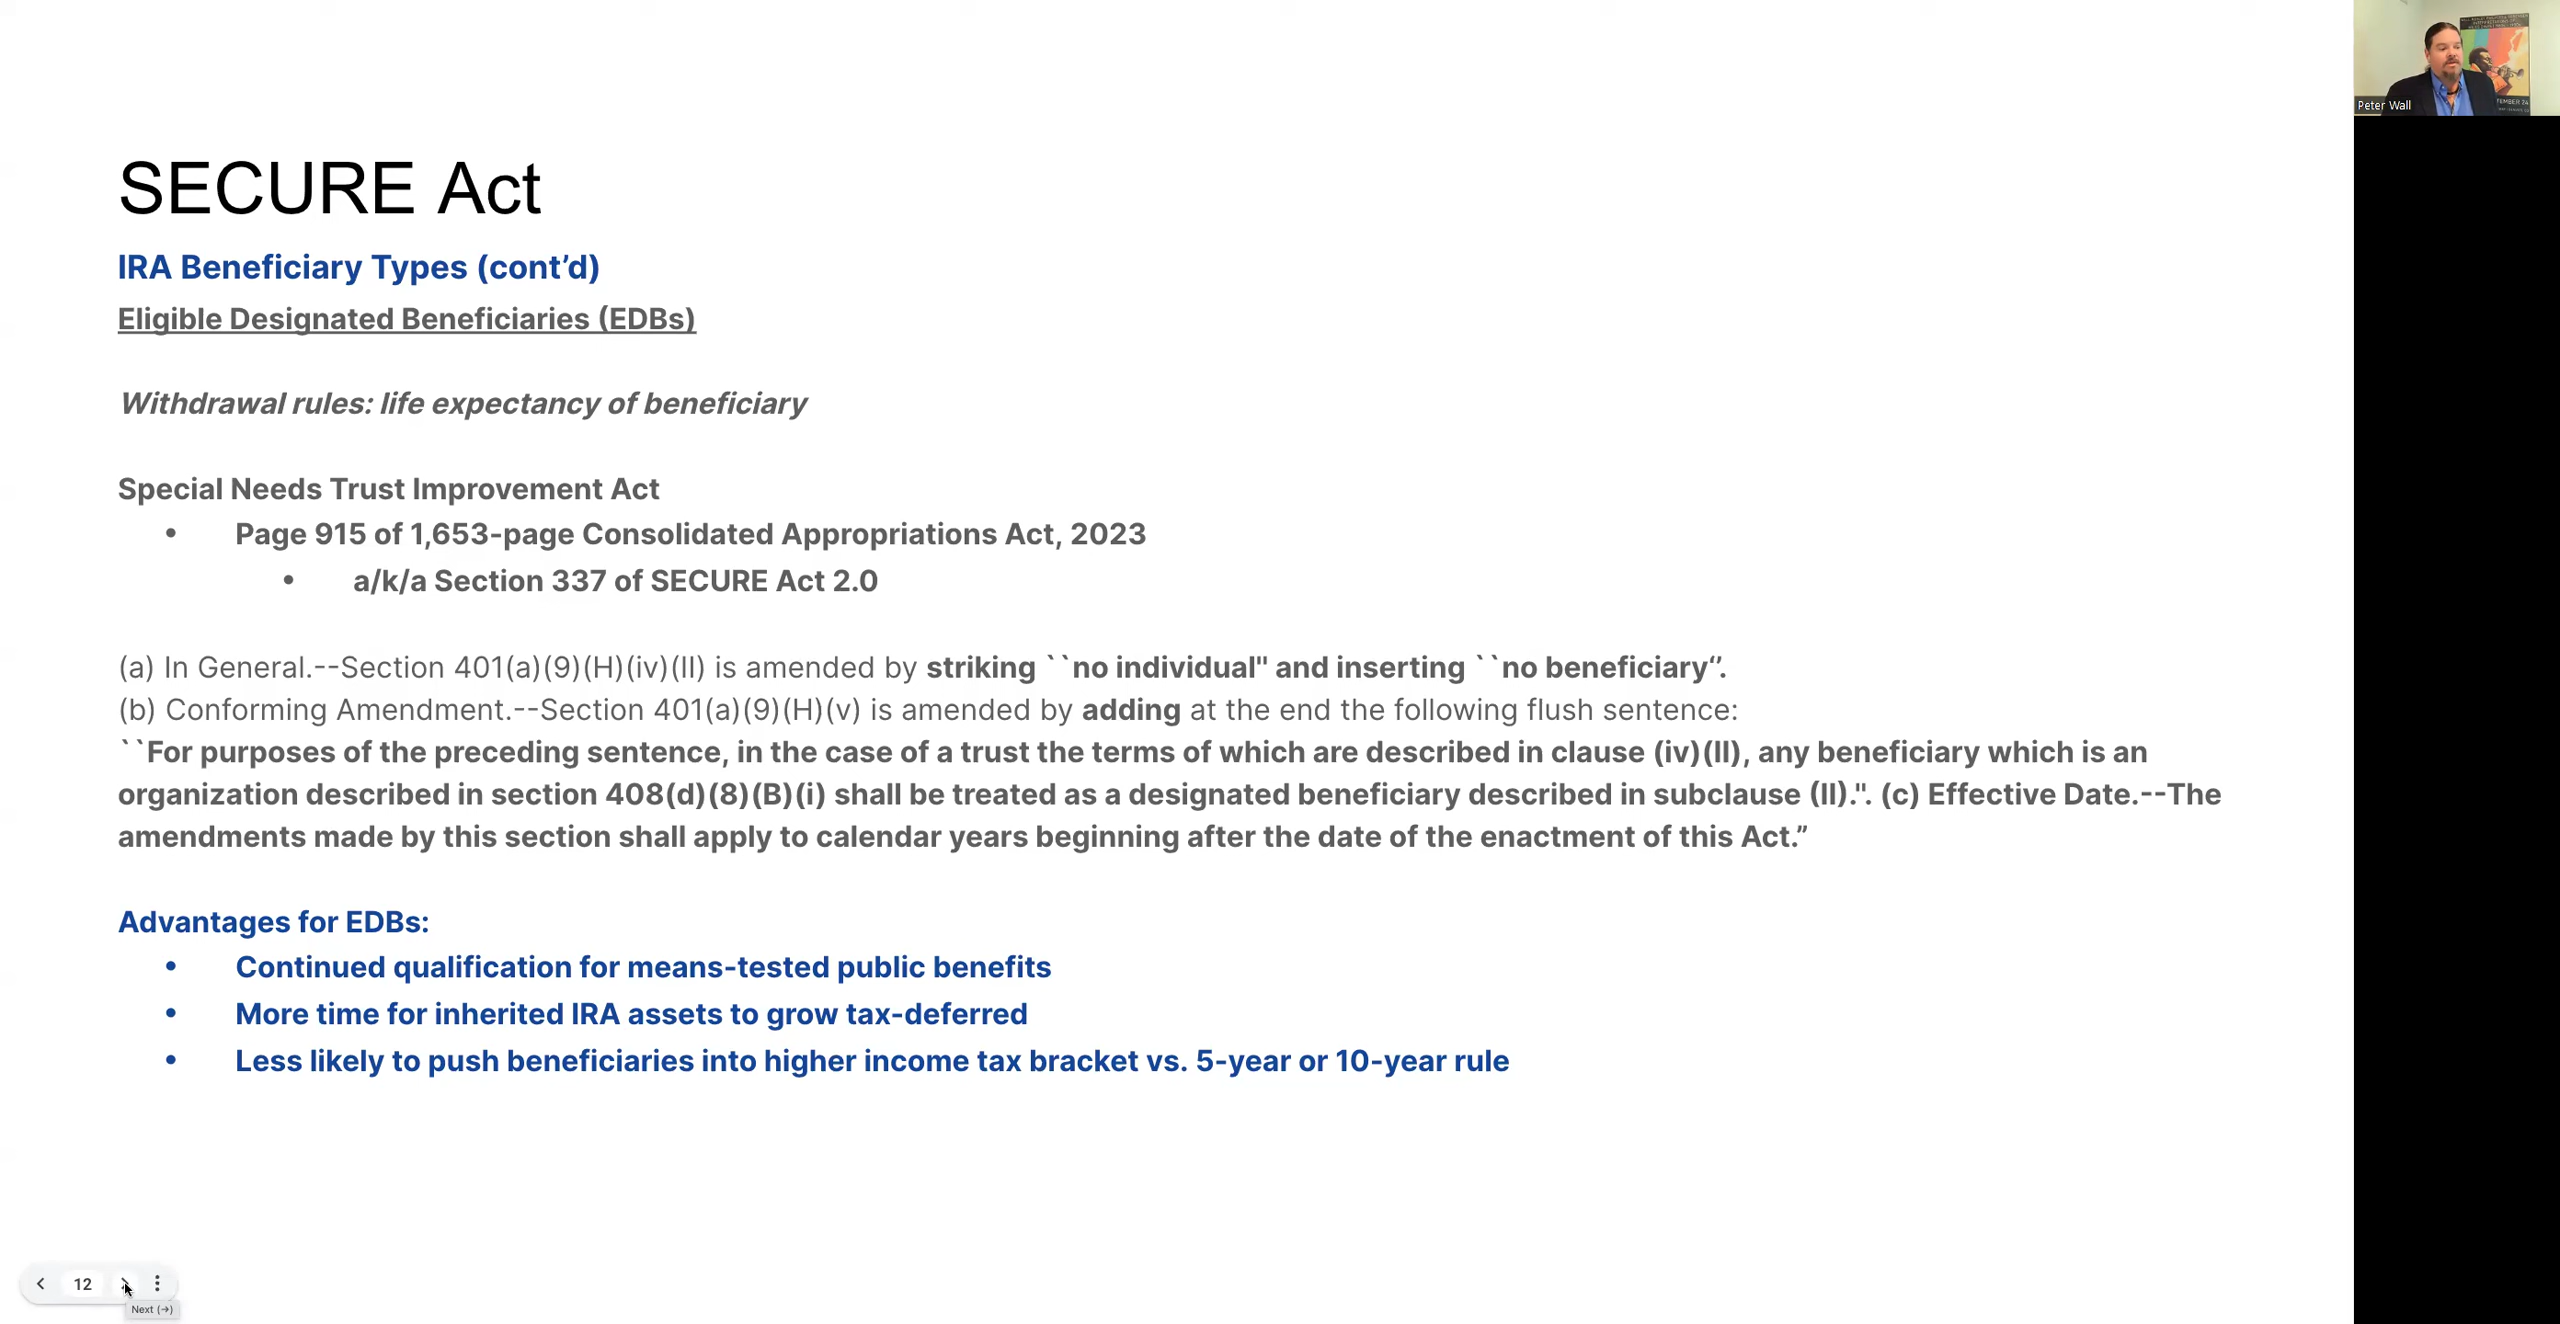 SECURE Act
IRA Beneficiary Types (cont’d)
Eligible Designated Beneficiaries (EDBs)
Withdrawal rules: life expectancy of beneficiary
Special Needs Trust Improvement Act
• Page 915 of 1,653-page Consolidated Appropriations Act, 2023
• a/k/a Section 337 of SECURE Act 2.0
(a) In General.--Section 401(a)(9)(H)(iv)(II) is amended by striking ``no individual" and inserting ``no beneficiary‘’.
(b) Conforming Amendment.--Section 401(a)(9)(H)(v) is amended by adding at the end the following flush sentence:
``For purposes of the preceding sentence, in the case of a trust the terms of which are described in clause (iv)(II), any beneficiary which is an
organization described in section 408(d)(8)(B)(i) shall be treated as a designated beneficiary described in subclause (II).". (c) Effective Date.--The
amendments made by this section shall apply to calendar years beginning after the date of the enactment of this Act.”
Advantages for EDBs:
• Continued qualification for means-tested public benefits
• More time for inherited IRA assets to grow tax-deferred
• Less likely to push beneficiaries into higher income tax bracket vs. 5-year or 10-year rule
12
Next (→)
Peter Wall